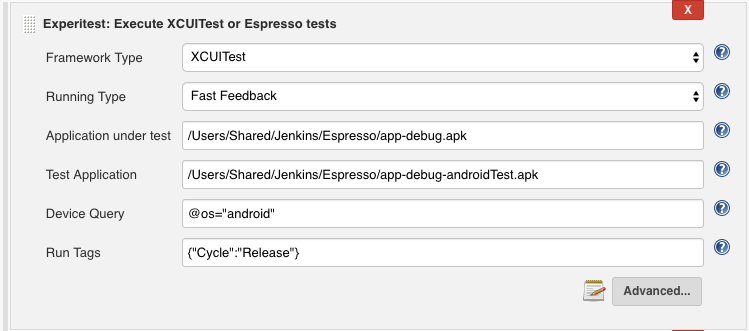 X
Experitest: Execute XCUITest or Espresso tests
Framework Type XCUITest
Running Type Fast Feedback
Application under test /Users/Shared/Jenkins/Espresso/app-debug.apk
Test Application /Users/Shared/Jenkins/Espresso/app-debug-androidTest.apk
Device Query @os="android"
Run Tags {"Cycle":"Release"}
Advanced...